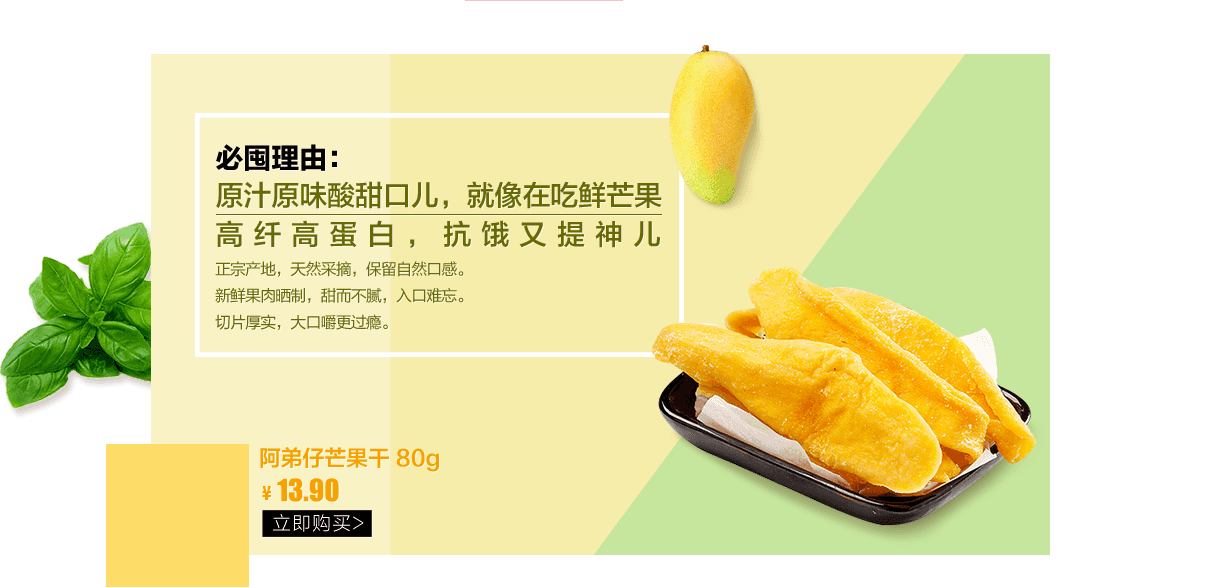 必囤理由：
原汁原味酸甜口儿，就像在吃鲜芒果
高纤高蛋白，抗饿又提神儿
正宗产地，天然采摘，保留自然口感。
新鲜果肉晒制，甜而不腻，入口难忘。
切片厚实，大口嚼更过瘾。
阿弟仔芒果干 80g
¥ 13.90
立即购买>